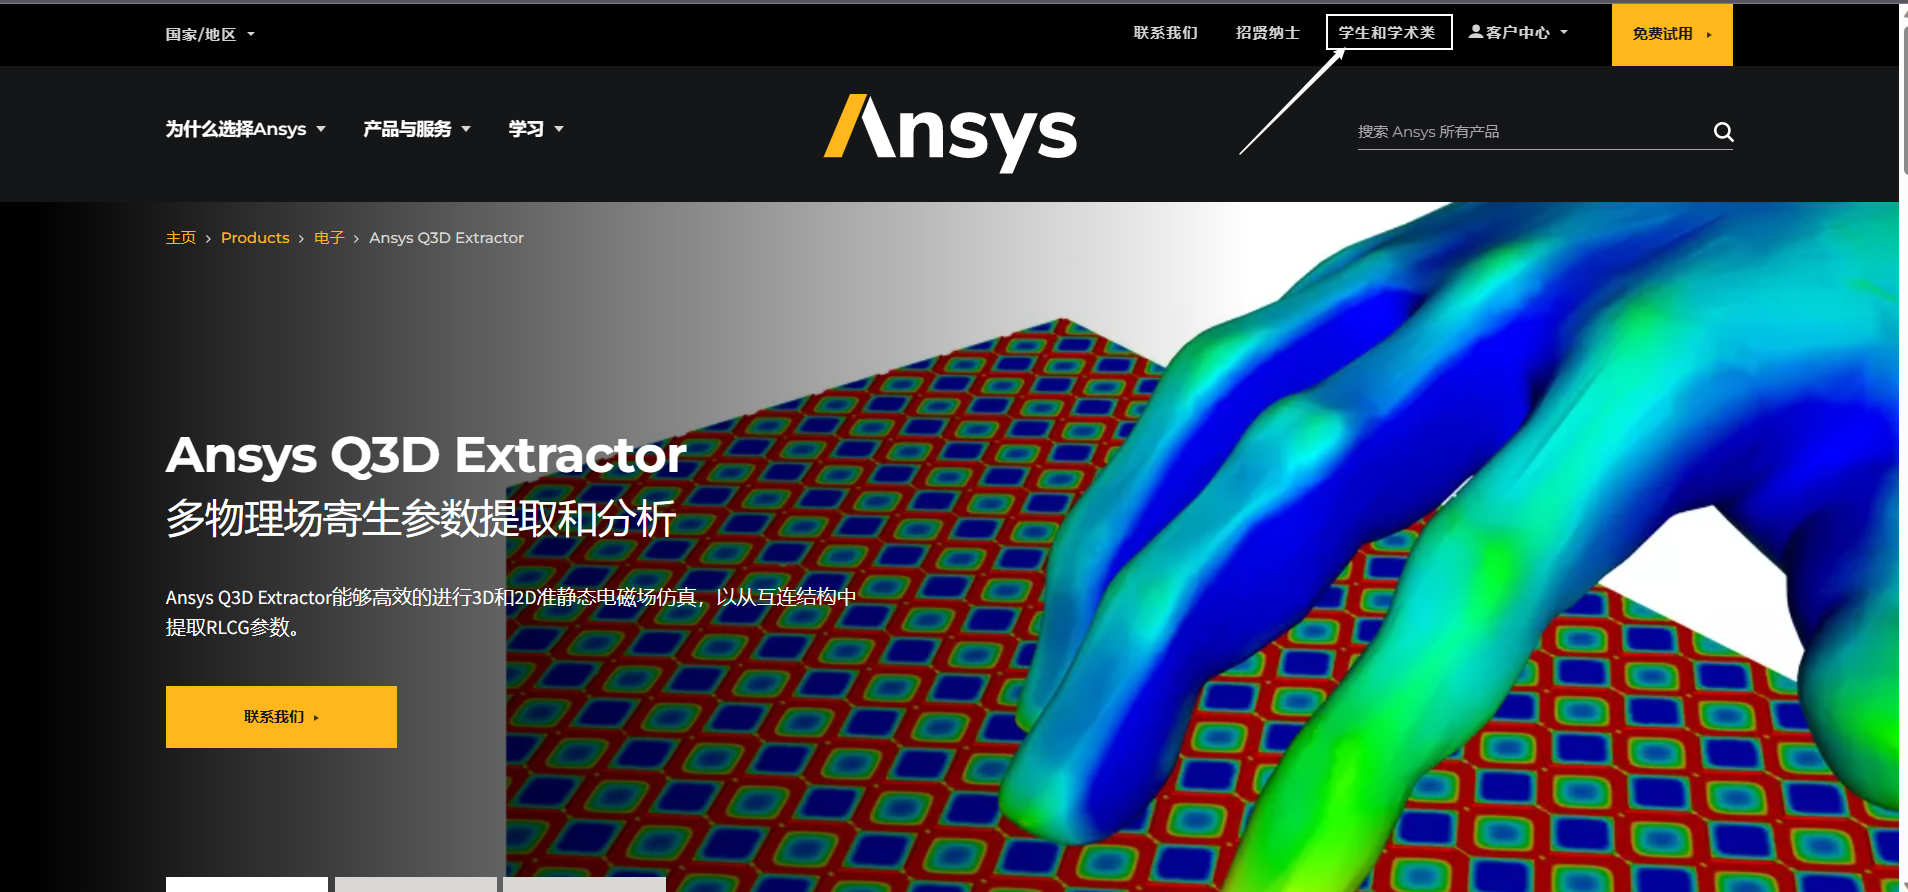 国家/地区
联系我们
招贤纳士
学生和学术类
客户中心
免费试用
为什么选择Ansys
产品与服务
学习
Ansys
搜索 Ansys 所有产品
主页 > Products > 电子 > Ansys Q3D Extractor
Ansys Q3D Extractor
多物理场寄生参数提取和分析
Ansys Q3D Extractor能够高效的进行3D和2D准静态电磁场仿真，以从互连结构中
提取RLCG参数。
联系我们